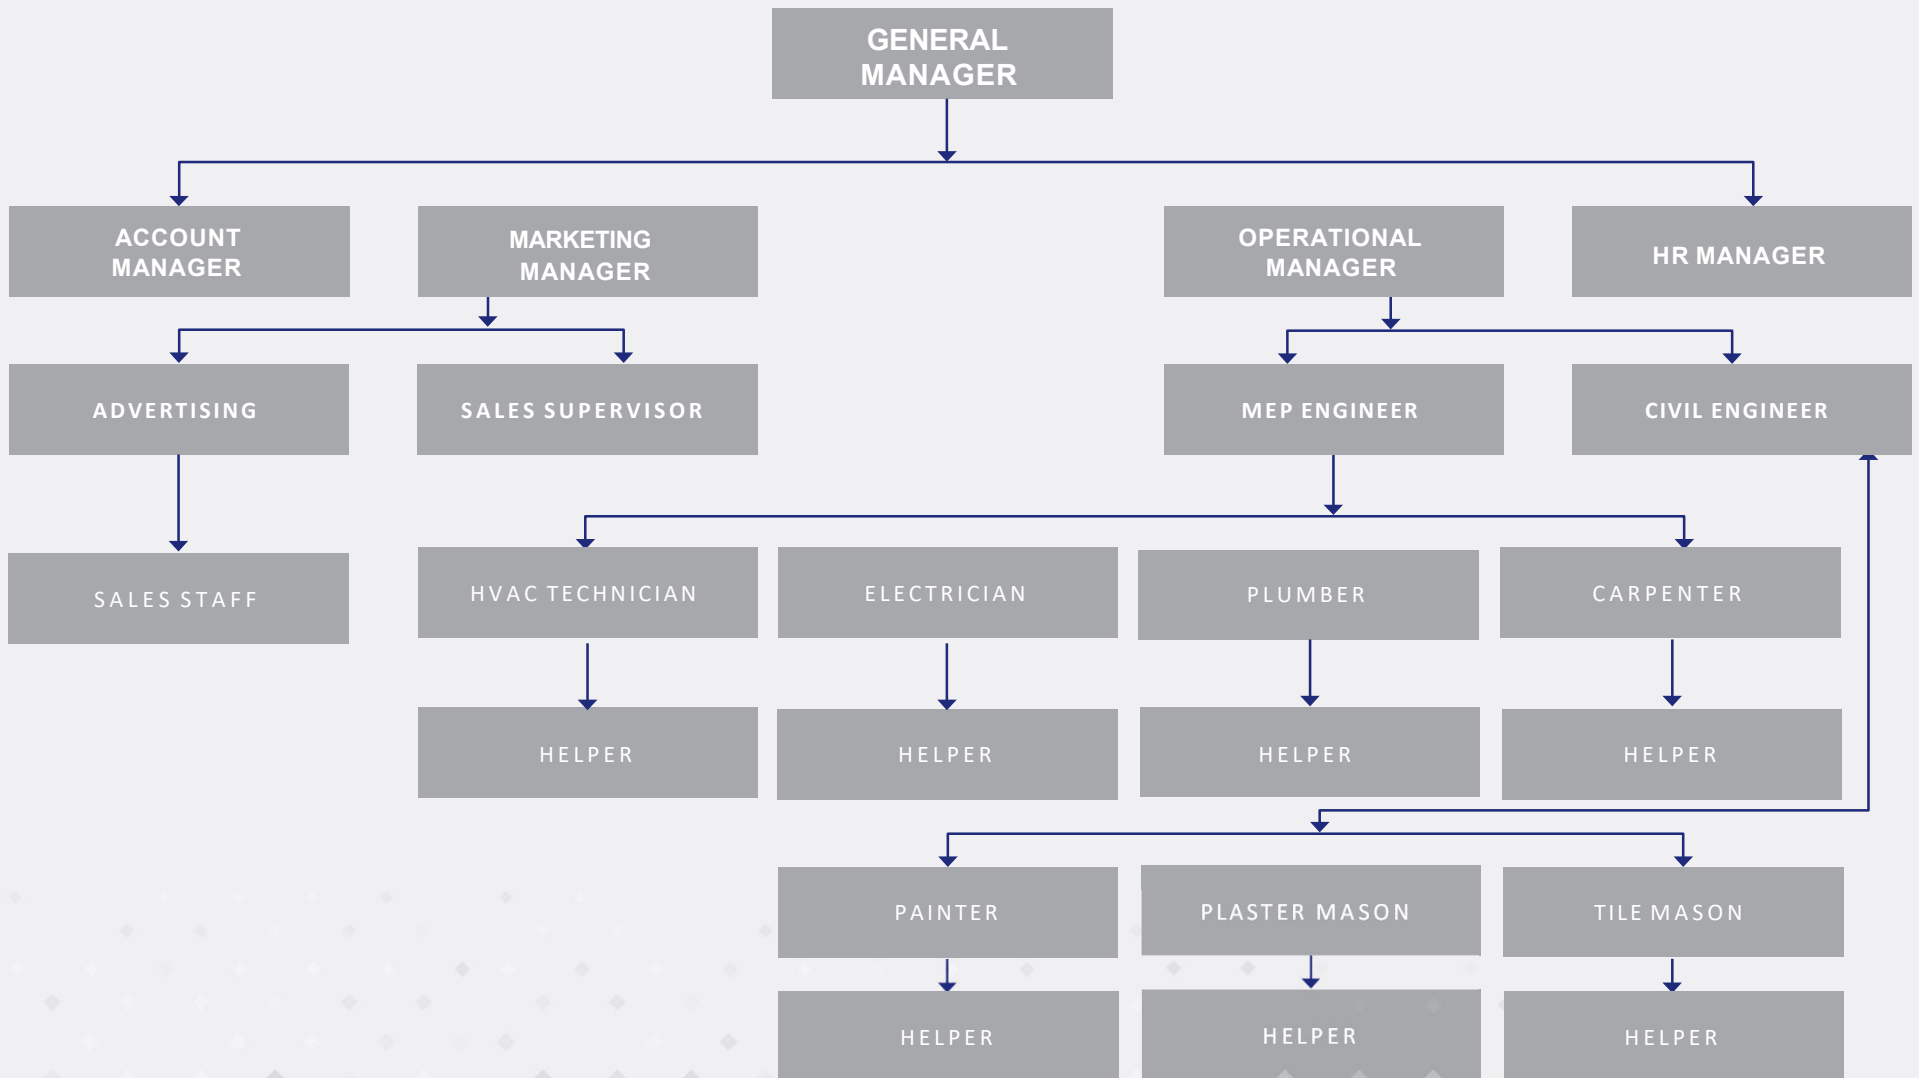 GENERAL
MANAGER
ACCOUNT
MANAGER
MARKETING
MANAGER
OPERATIONAL
MANAGER
HR MANAGER
ADVERTISING
SALES SUPERVISOR
MEP ENGINEER
CIVIL ENGINEER
SALES STAFF
HVAC TECHNICIAN
ELECTRICIAN
PLUMBER
CARPENTER
HELPER
HELPER
HELPER
HELPER
PAINTER
PLASTER MASON
TILE MASON
HELPER
HELPER
HELPER